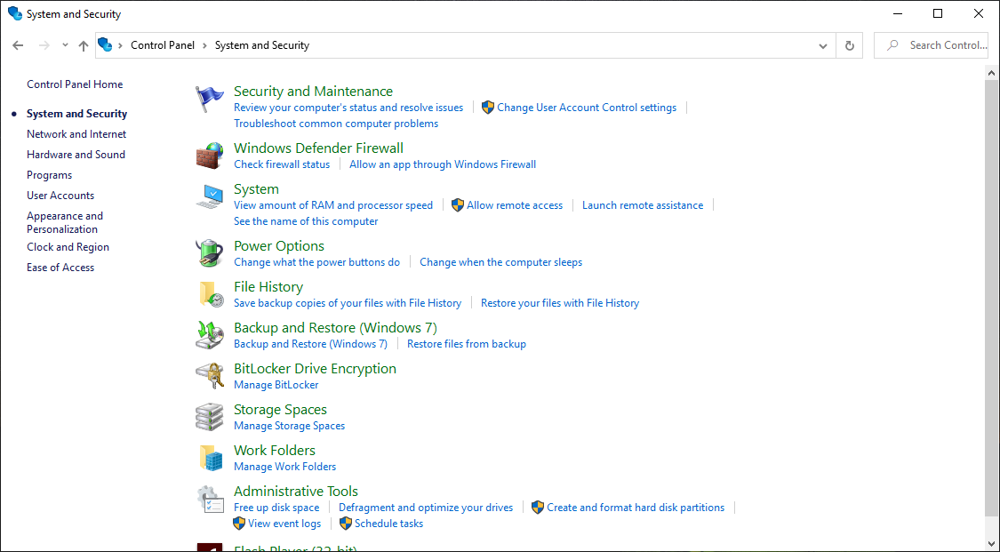 System and Security
Control Panel > System and Security
Search Control...
Control Panel Home
System and Security
Network and Internet
Hardware and Sound
Programs
User Accounts
Appearance and
Personalization
Clock and Region
Ease of Access
Security and Maintenance
Review your computer's status and resolve issues
Change User Account Control settings
Troubleshoot common computer problems
Windows Defender Firewall
Check firewall status
Allow an app through Windows Firewall
System
View amount of RAM and processor speed
Allow remote access
Launch remote assistance
See the name of this computer
Power Options
Change what the power buttons do
Change when the computer sleeps
File History
Save backup copies of your files with File History
Restore your files with File History
Backup and Restore (Windows 7)
Backup and Restore (Windows 7)
Restore files from backup
BitLocker Drive Encryption
Manage BitLocker
Storage Spaces
Manage Storage Spaces
Work Folders
Manage Work Folders
Administrative Tools
Free up disk space
Defragment and optimize your drives
Create and format hard disk partitions
View event logs
Schedule tasks
Flash Player (32-bit)